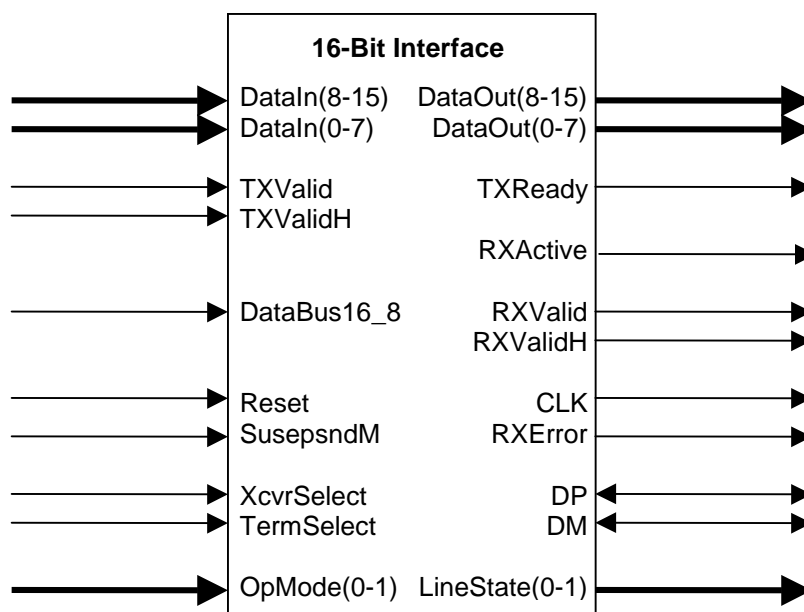 16-Bit Interface
DataIn(8-15) DataOut(8-15)
DataIn(0-7) DataOut(0-7)
TXValid TXReady
TXValidH
RXActive
DataBus16_8 RXValid
RXValidH
Reset CLK
SusepsndM RXError
XcvrSelect DP
TermSelect DM
OpMode(0-1) LineState(0-1)